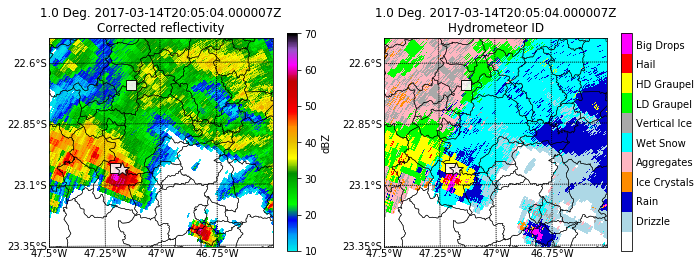 1.0 Deg. 2017-03-14T20:05:04.000007Z
Corrected reflectivity
22.6°S
22.85°S
23.1°S
23.35°S
47.5°W
47.25°W
47°W
46.75°W
70
60
50
40
30
20
10
dBZ
1.0 Deg. 2017-03-14T20:05:04.000007Z
Hydrometeor ID
22.6°S
22.85°S
23.1°S
23.35°S
47.5°W
47.25°W
47°W
46.75°W
Big Drops
Hail
HD Graupel
LD Graupel
Vertical Ice
Wet Snow
Aggregates
Ice Crystals
Rain
Drizzle